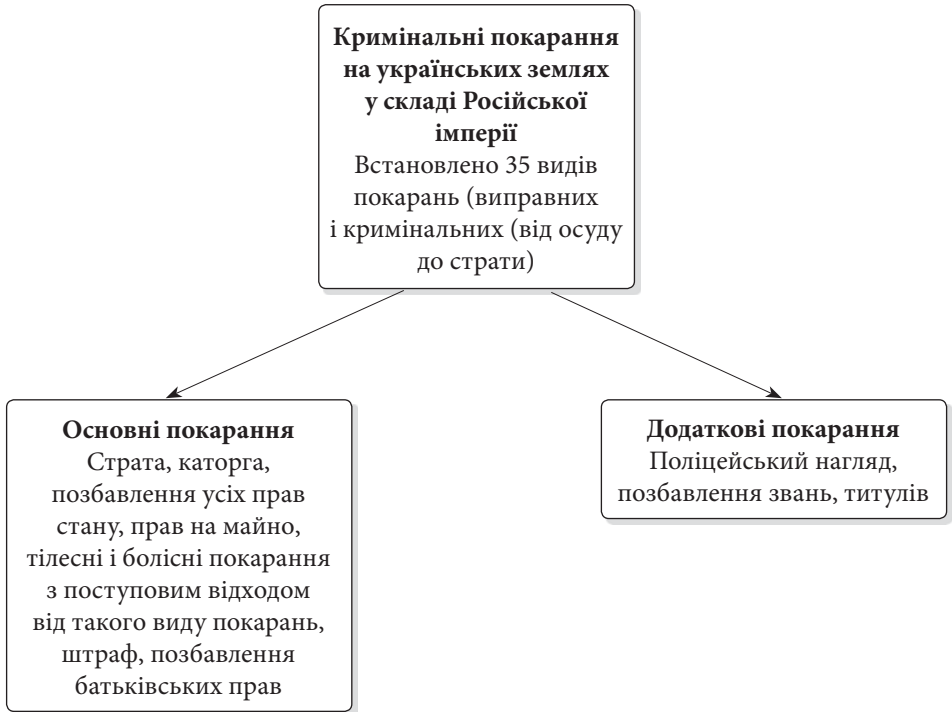 Кримінальні покарання
на українських землях
у складі Російської
імперії
Встановлено 35 видів
покарань (виправних
і кримінальних (від осуду
до страти)
Основні покарання
Страта, каторга,
позбавлення усіх прав
стану, прав на майно,
тілесні і болісні покарання
з поступовим відходом
від такого виду покарань,
штраф, позбавлення
батьківських прав
Додаткові покарання
Поліцейський нагляд,
позбавлення звань, титулів